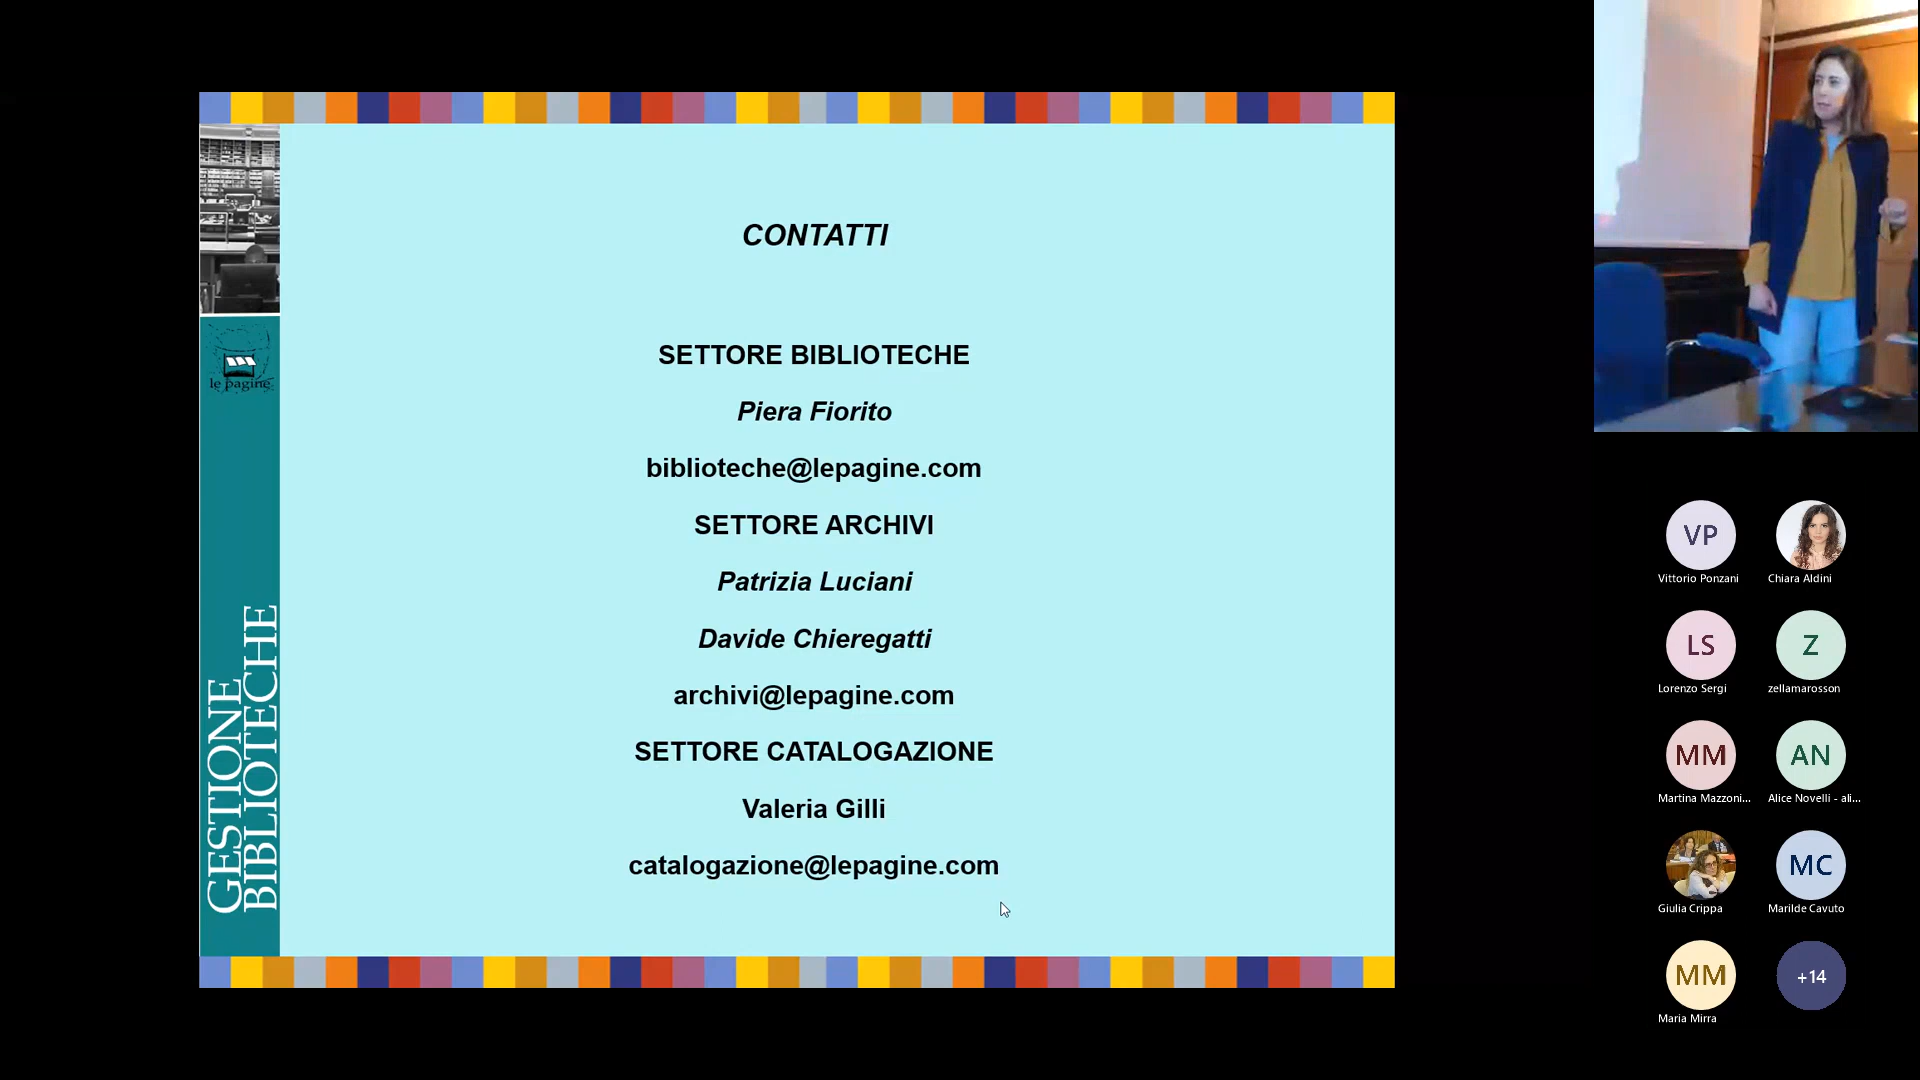 CONTATTI
SETTORE BIBLIOTECHE
Piera Fiorito
biblioteche@lepagine.com
SETTORE ARCHIVI
Patrizia Luciani
Davide Chieregatti
archivi@lepagine.com
SETTORE CATALOGAZIONE
Valeria Gilli
catalogazione@lepagine.com
le pagine
GESTIONE
BIBLIOTECHE
VP
Vittorio Ponzani
Chiara Aldini
LS
Lorenzo Sergi
Z
zellamarosson
MM
Martina Mazzoni...
AN
Alice Novelli - ali...
Giulia Crippa
MC
Marilde Cavuto
MM
Maria Mirra
+14